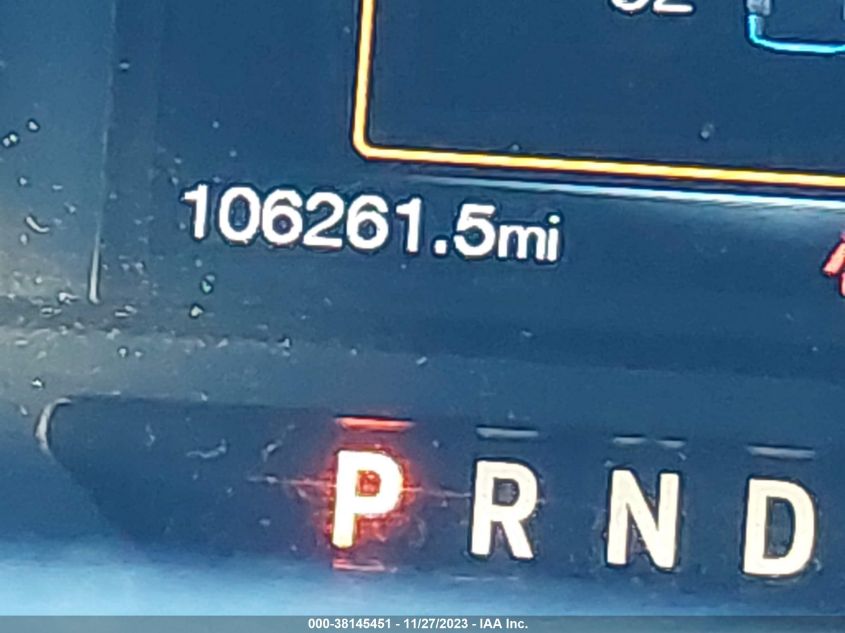 106261.5mi
P R N D
000-38145451 - 11/27/2023 - IAA Inc.